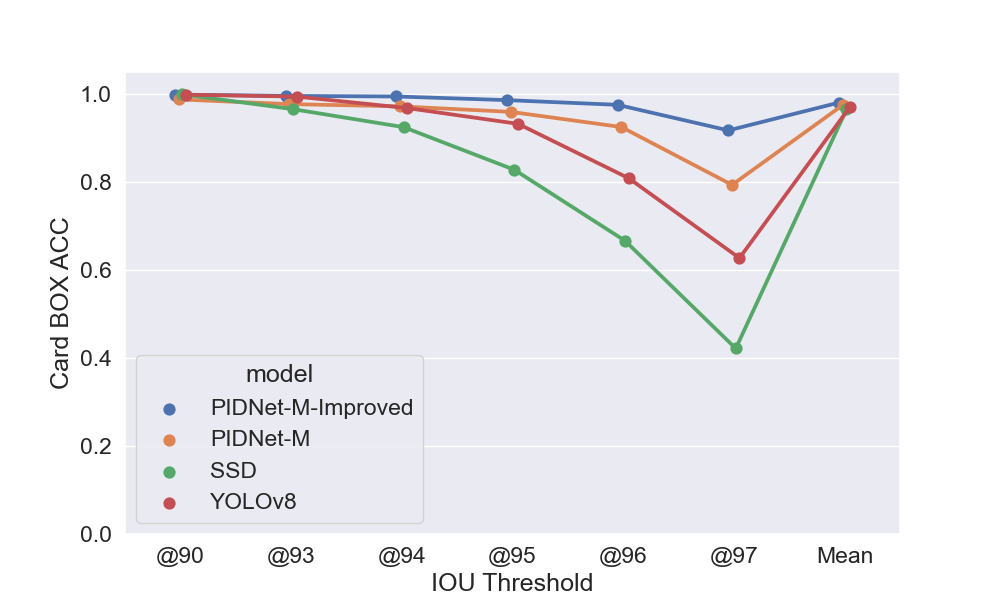 1.0
0.8
0.6
0.4
0.2
0.0
Card BOX ACC
model
PIDNet-M-Improved
PIDNet-M
SSD
YOLOv8
@90 @93 @94 @95 @96 @97 Mean
IOU Threshold